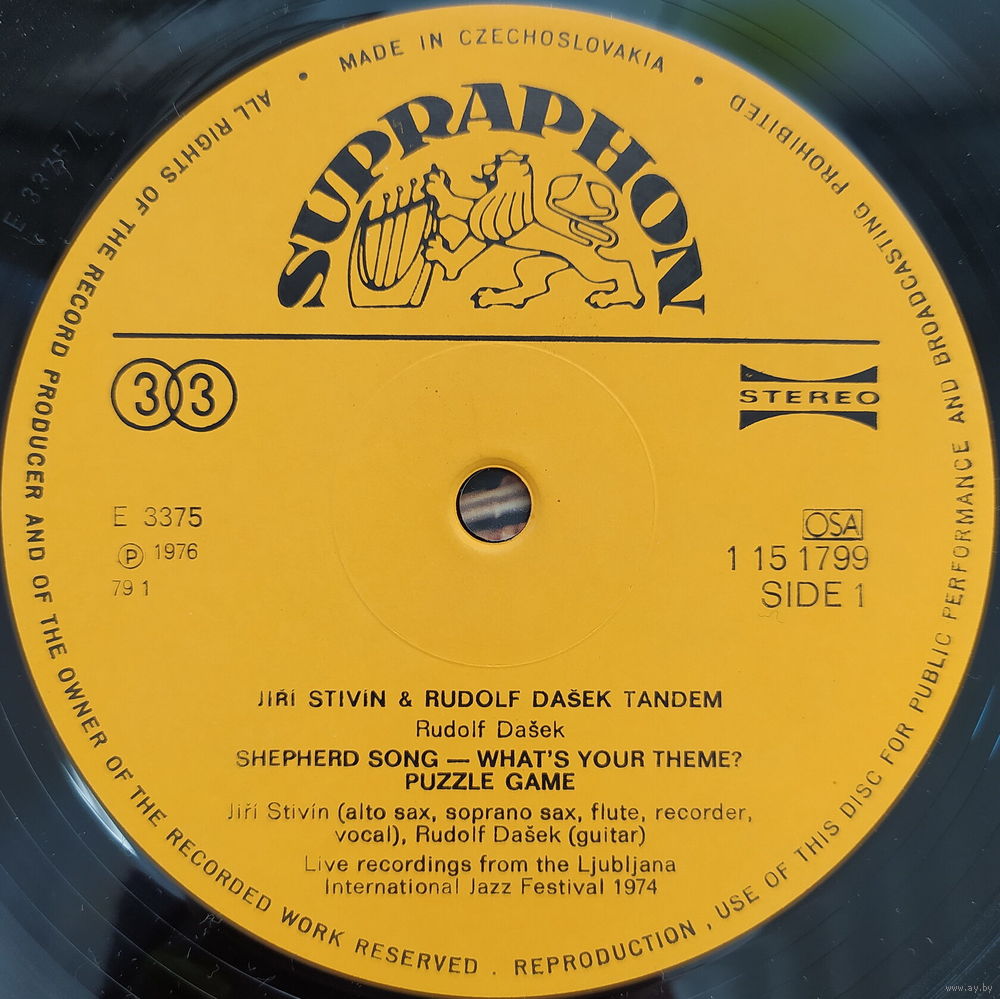 MADE IN CZECHOSLOVAKIA
ALL RIGHTS OF THE RECORD PRODUCER AND OF THE OWNER OF THE RECORDED WORK RESERVED . REPRODUCTION , USE OF THIS DISC FOR PUBLIC PERFORMANCE AND BROADCASTING PROHIBITED
SUPRAPHON
33
STEREO
E 3375
Ⓟ 1976
79 1
OSA
1 15 1799
SIDE 1
JIŘÍ STIVÍN & RUDOLF DAŠEK TANDEM
Rudolf Dašek
SHEPHERD SONG — WHAT'S YOUR THEME?
PUZZLE GAME
Jiří Stivín (alto sax, soprano sax, flute, recorder,
vocal), Rudolf Dašek (guitar)
Live recordings from the Ljubljana
International Jazz Festival 1974
www.ay.by